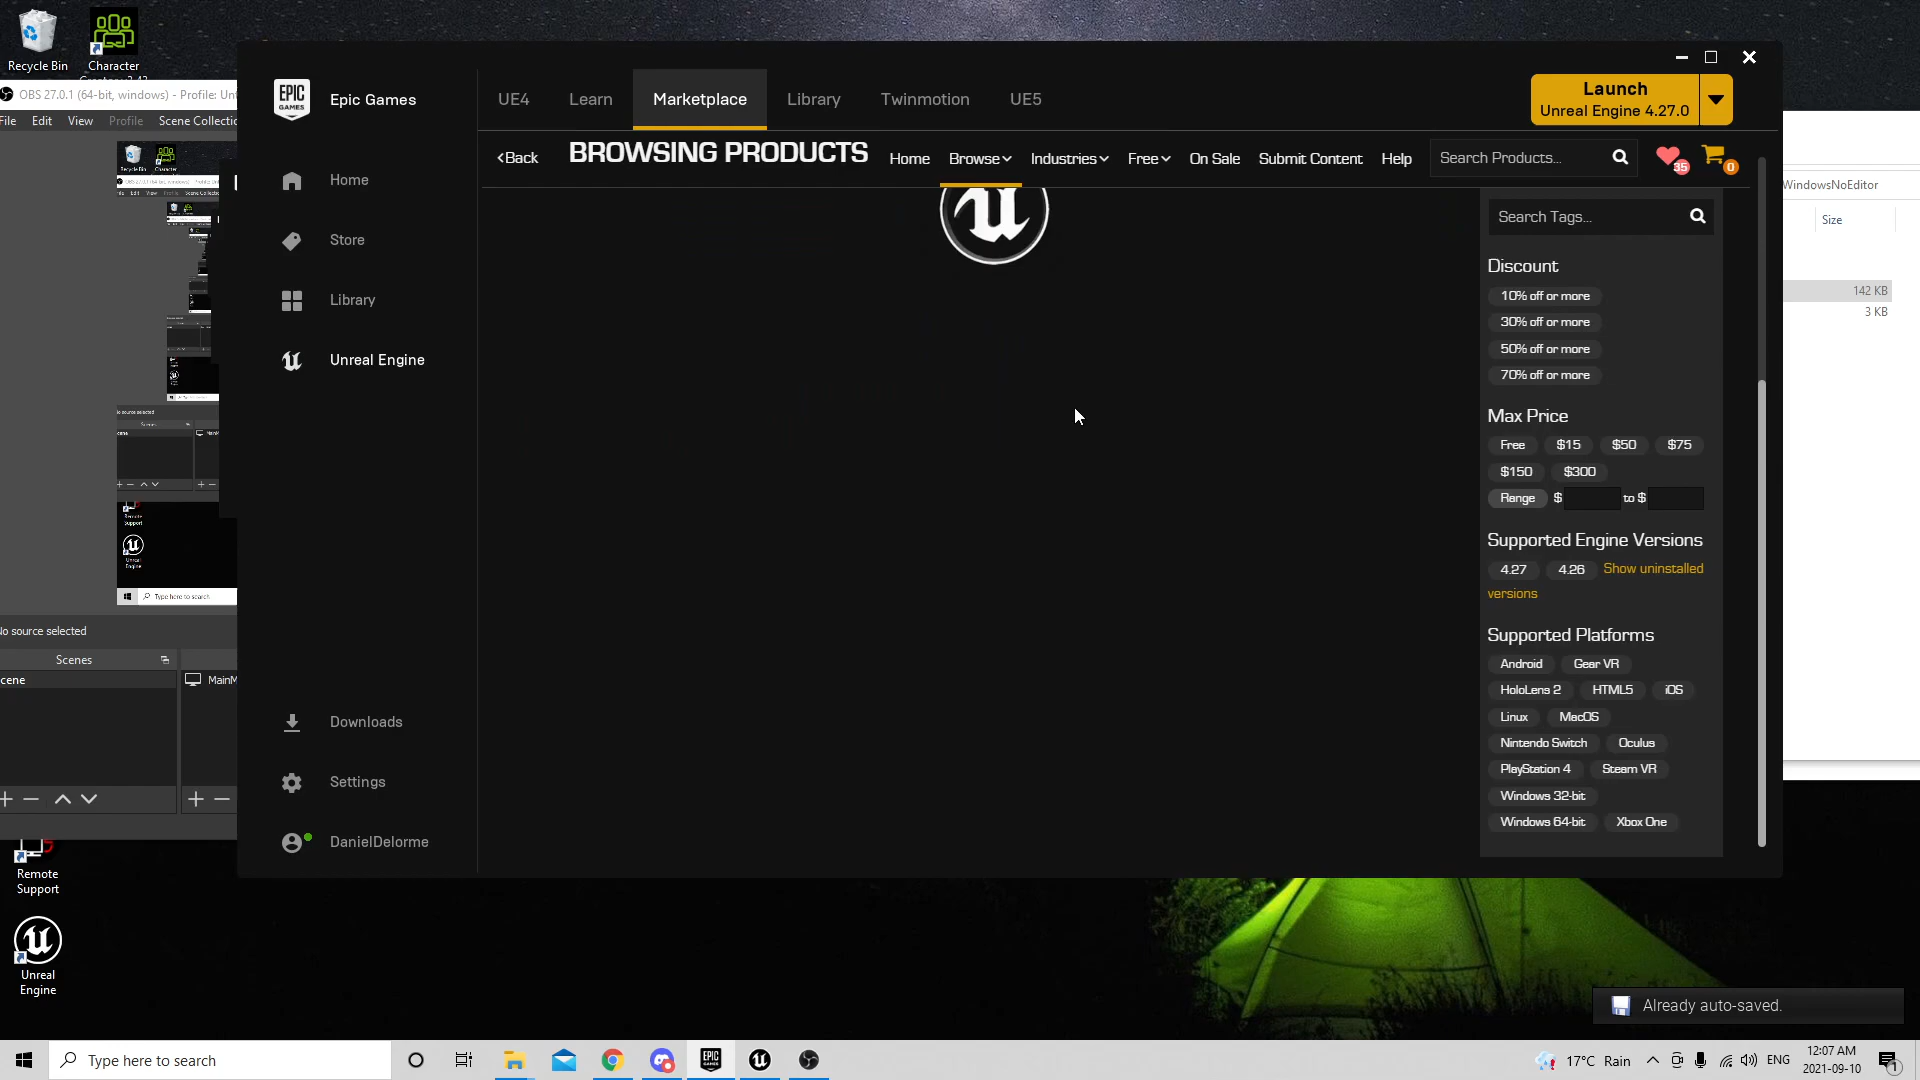 Recycle Bin
Character
OBS 27.0.1 (64-bit, windows) - Profile: Unt
File Edit View Profile Scene Collectic
No source selected
Scenes
cene
MainM
Remote
Support
Unreal
Engine
EPIC
GAMES
Epic Games
Home
Store
Library
Unreal Engine
Downloads
Settings
DanielDelorme
UE4 Learn Marketplace Library Twinmotion UE5
Launch
Unreal Engine 4.27.0
Back
BROWSING PRODUCTS
Home Browse Industries Free On Sale Submit Content Help
Search Products...
35
0
Search Tags...
Discount
10% off or more
30% off or more
50% off or more
70% off or more
Max Price
Free $15 $50 $75
$150 $300
Range $ to $
Supported Engine Versions
4.27 4.26 Show uninstalled
versions
Supported Platforms
Android Gear VR
HoloLens 2 HTML5 iOS
Linux MacOS
Nintendo Switch Oculus
PlayStation 4 Steam VR
Windows 32-bit
Windows 64-bit Xbox One
WindowsNoEditor
Size
142 KB
3 KB
Already auto-saved.
Type here to search
17°C Rain
ENG
12:07 AM
2021-09-10
1